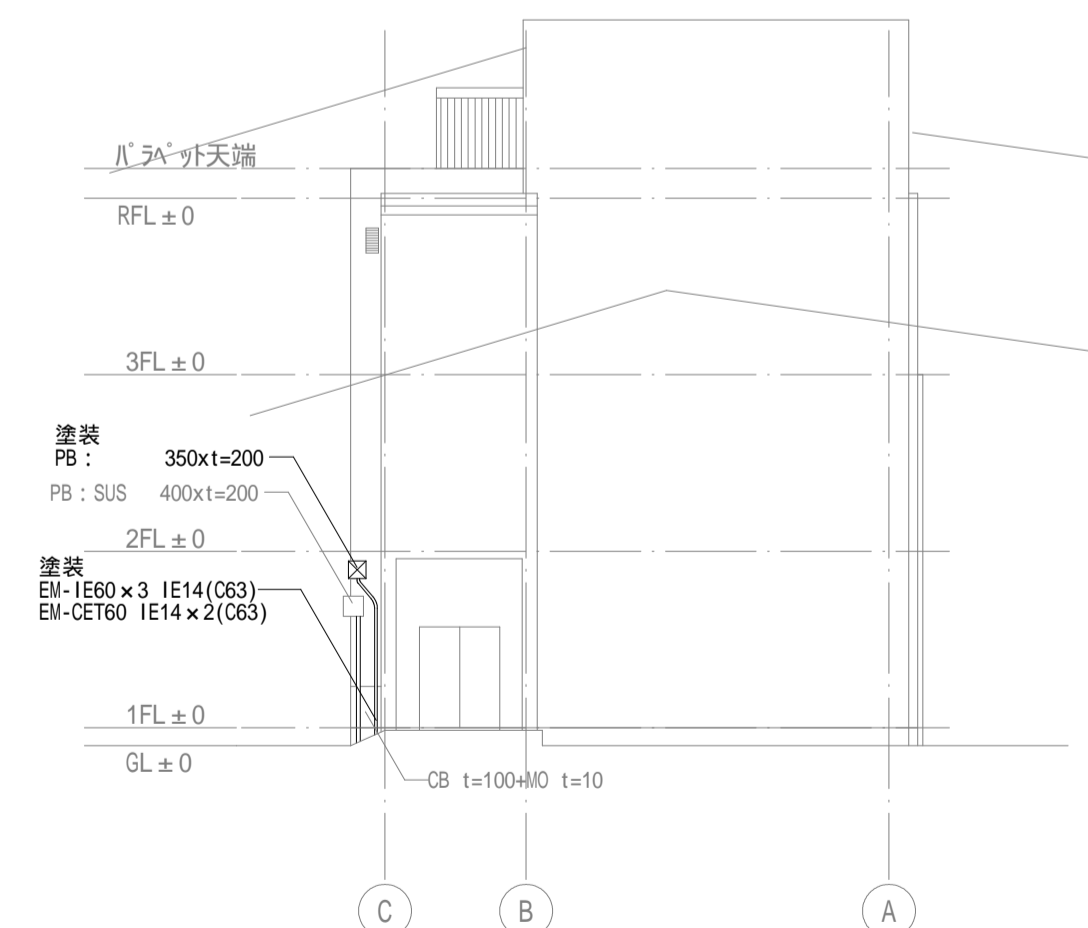 パラペット天端
RFL±0
3FL±0
塗装
PB: 350xt=200
PB:SUS 400xt=200
2FL±0
塗装
EM-IE60×3 IE14(C63)
EM-CET60 IE14×2(C63)
1FL±0
GL±0
CB t=100+MO t=10
C B A